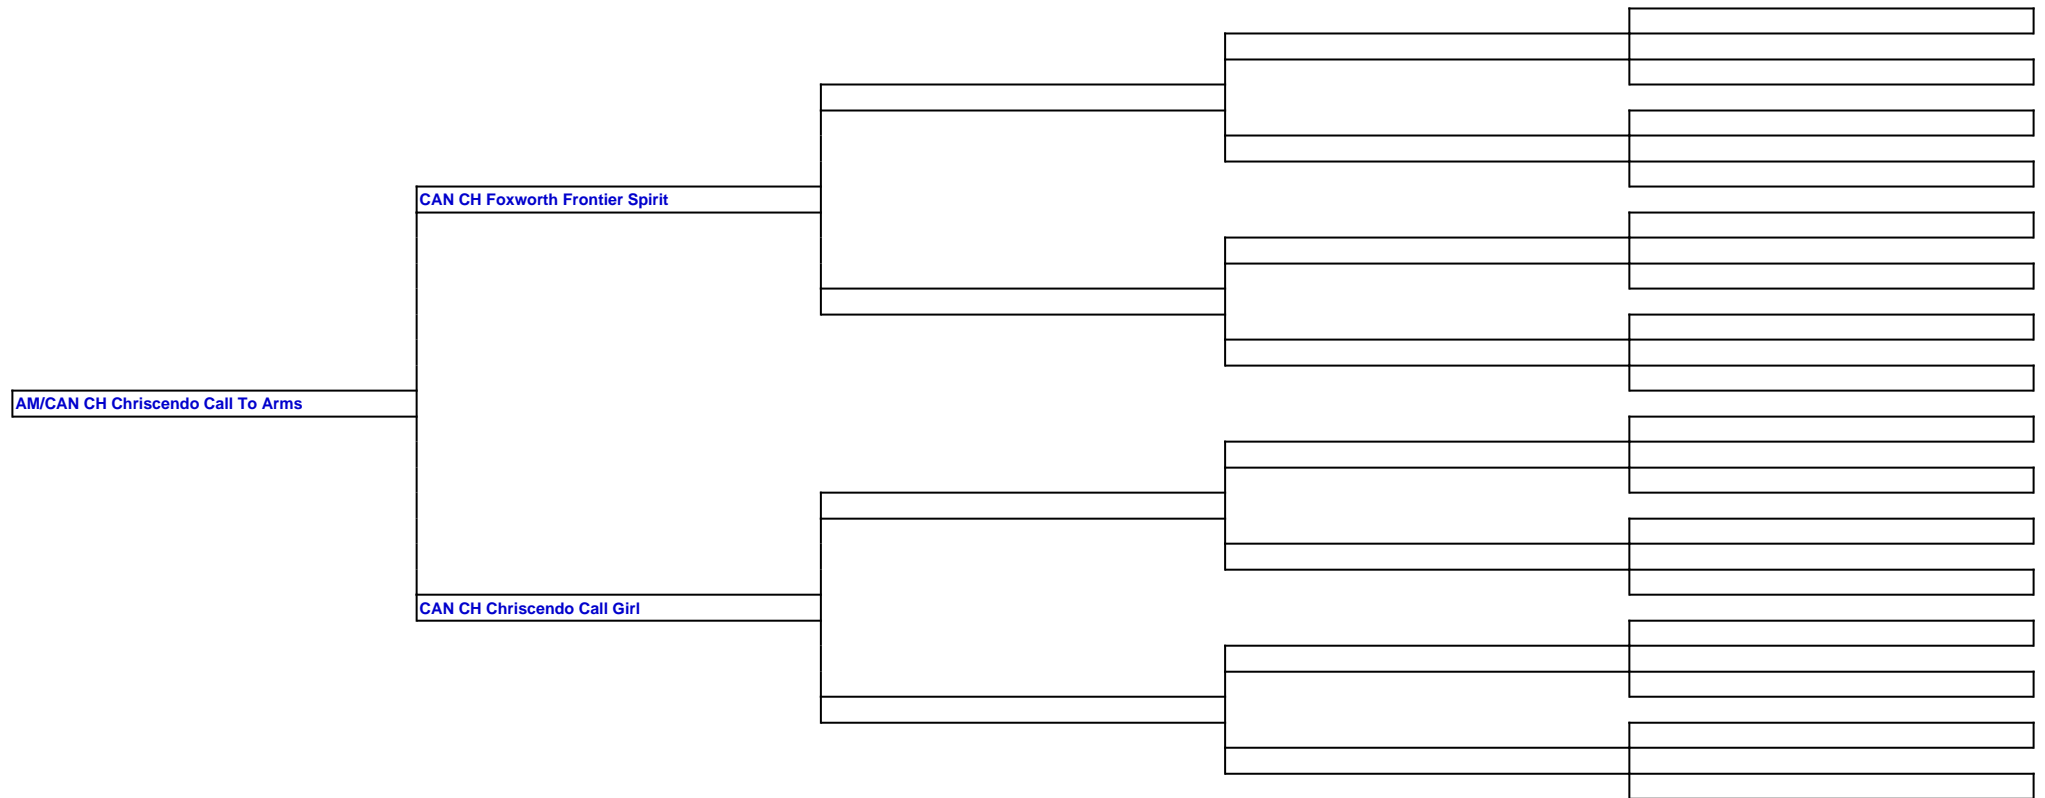 CAN CH Foxworth Frontier Spirit
AM/CAN CH Chriscendo Call To Arms
CAN CH Chriscendo Call Girl